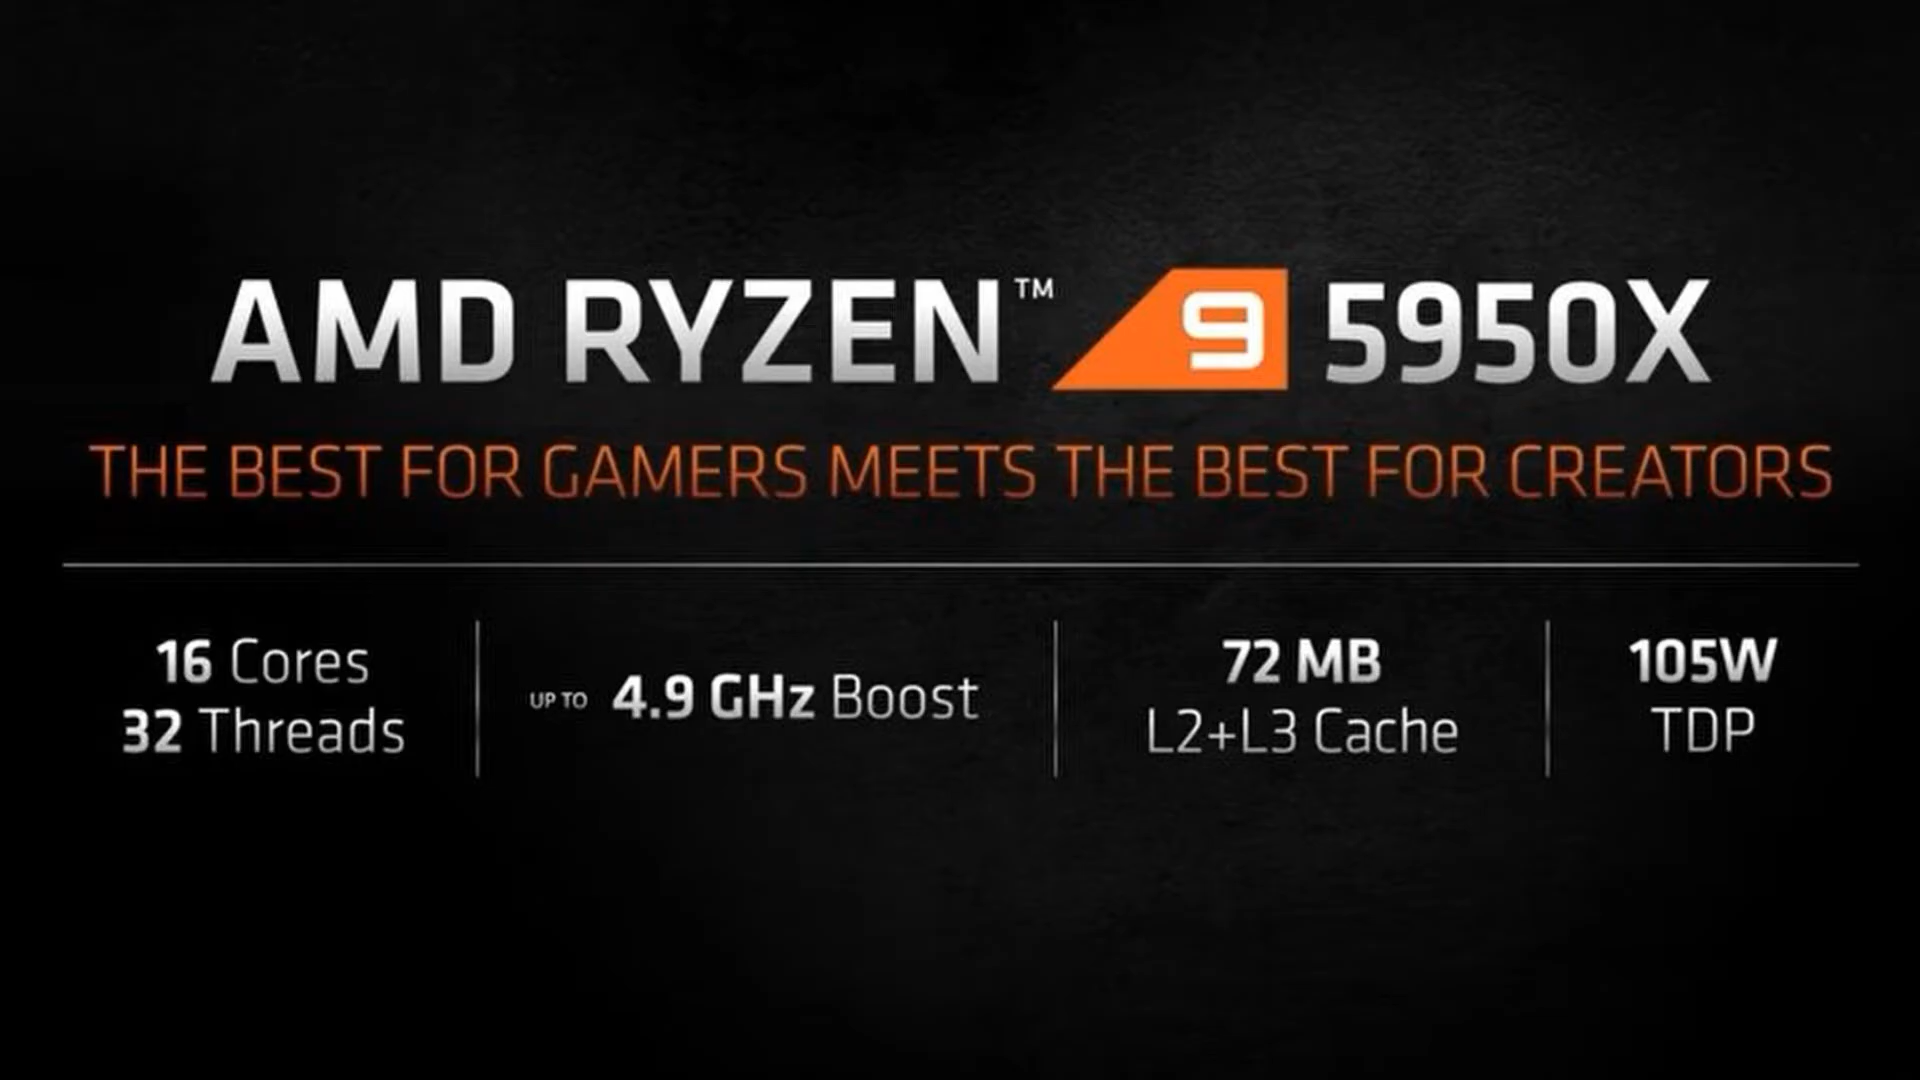 AMD RYZEN™ 9 5950X
THE BEST FOR GAMERS MEETS THE BEST FOR CREATORS
16 Cores
32 Threads
UP TO 4.9 GHz Boost
72 MB
L2+L3 Cache
105W
TDP